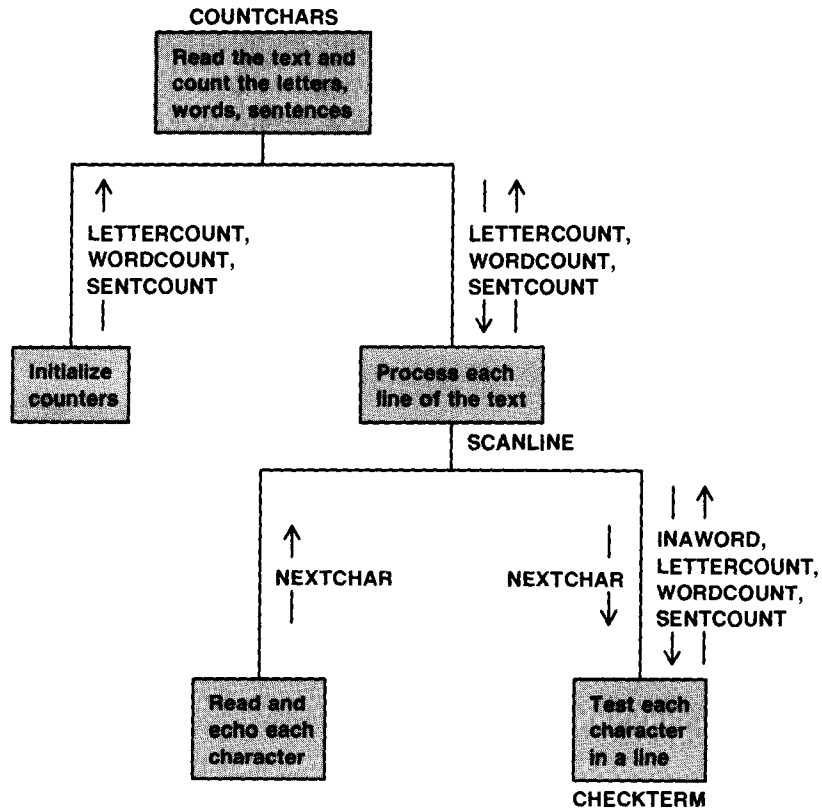 COUNTCHARS
Read the text and
count the letters,
words, sentences
LETTERCOUNT,
WORDCOUNT,
SENTCOUNT
LETTERCOUNT,
WORDCOUNT,
SENTCOUNT
Initialize
counters
Process each
line of the text
SCANLINE
NEXTCHAR
NEXTCHAR
INAWORD,
LETTERCOUNT,
WORDCOUNT,
SENTCOUNT
Read and
echo each
character
Test each
character
in a line
CHECKTERM